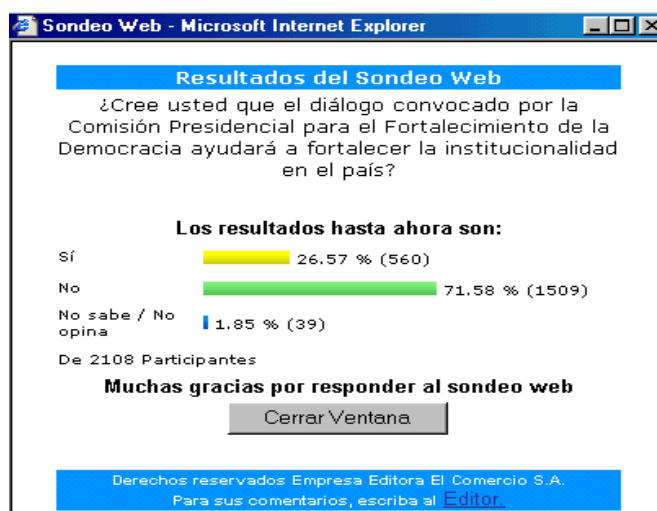 Sondeo Web - Microsoft Internet Explorer
Resultados del Sondeo Web
¿Cree usted que el diálogo convocado por la
Comisión Presidencial para el Fortalecimiento de la
Democracia ayudará a fortalecer la institucionalidad
en el país?
Los resultados hasta ahora son:
Sí 26.57 % (560)
No 71.58 % (1509)
No sabe / No
opina 1.85 % (39)
De 2108 Participantes
Muchas gracias por responder al sondeo web
Cerrar Ventana
Derechos reservados Empresa Editora El Comercio S.A.
Para sus comentarios, escriba al Editor.